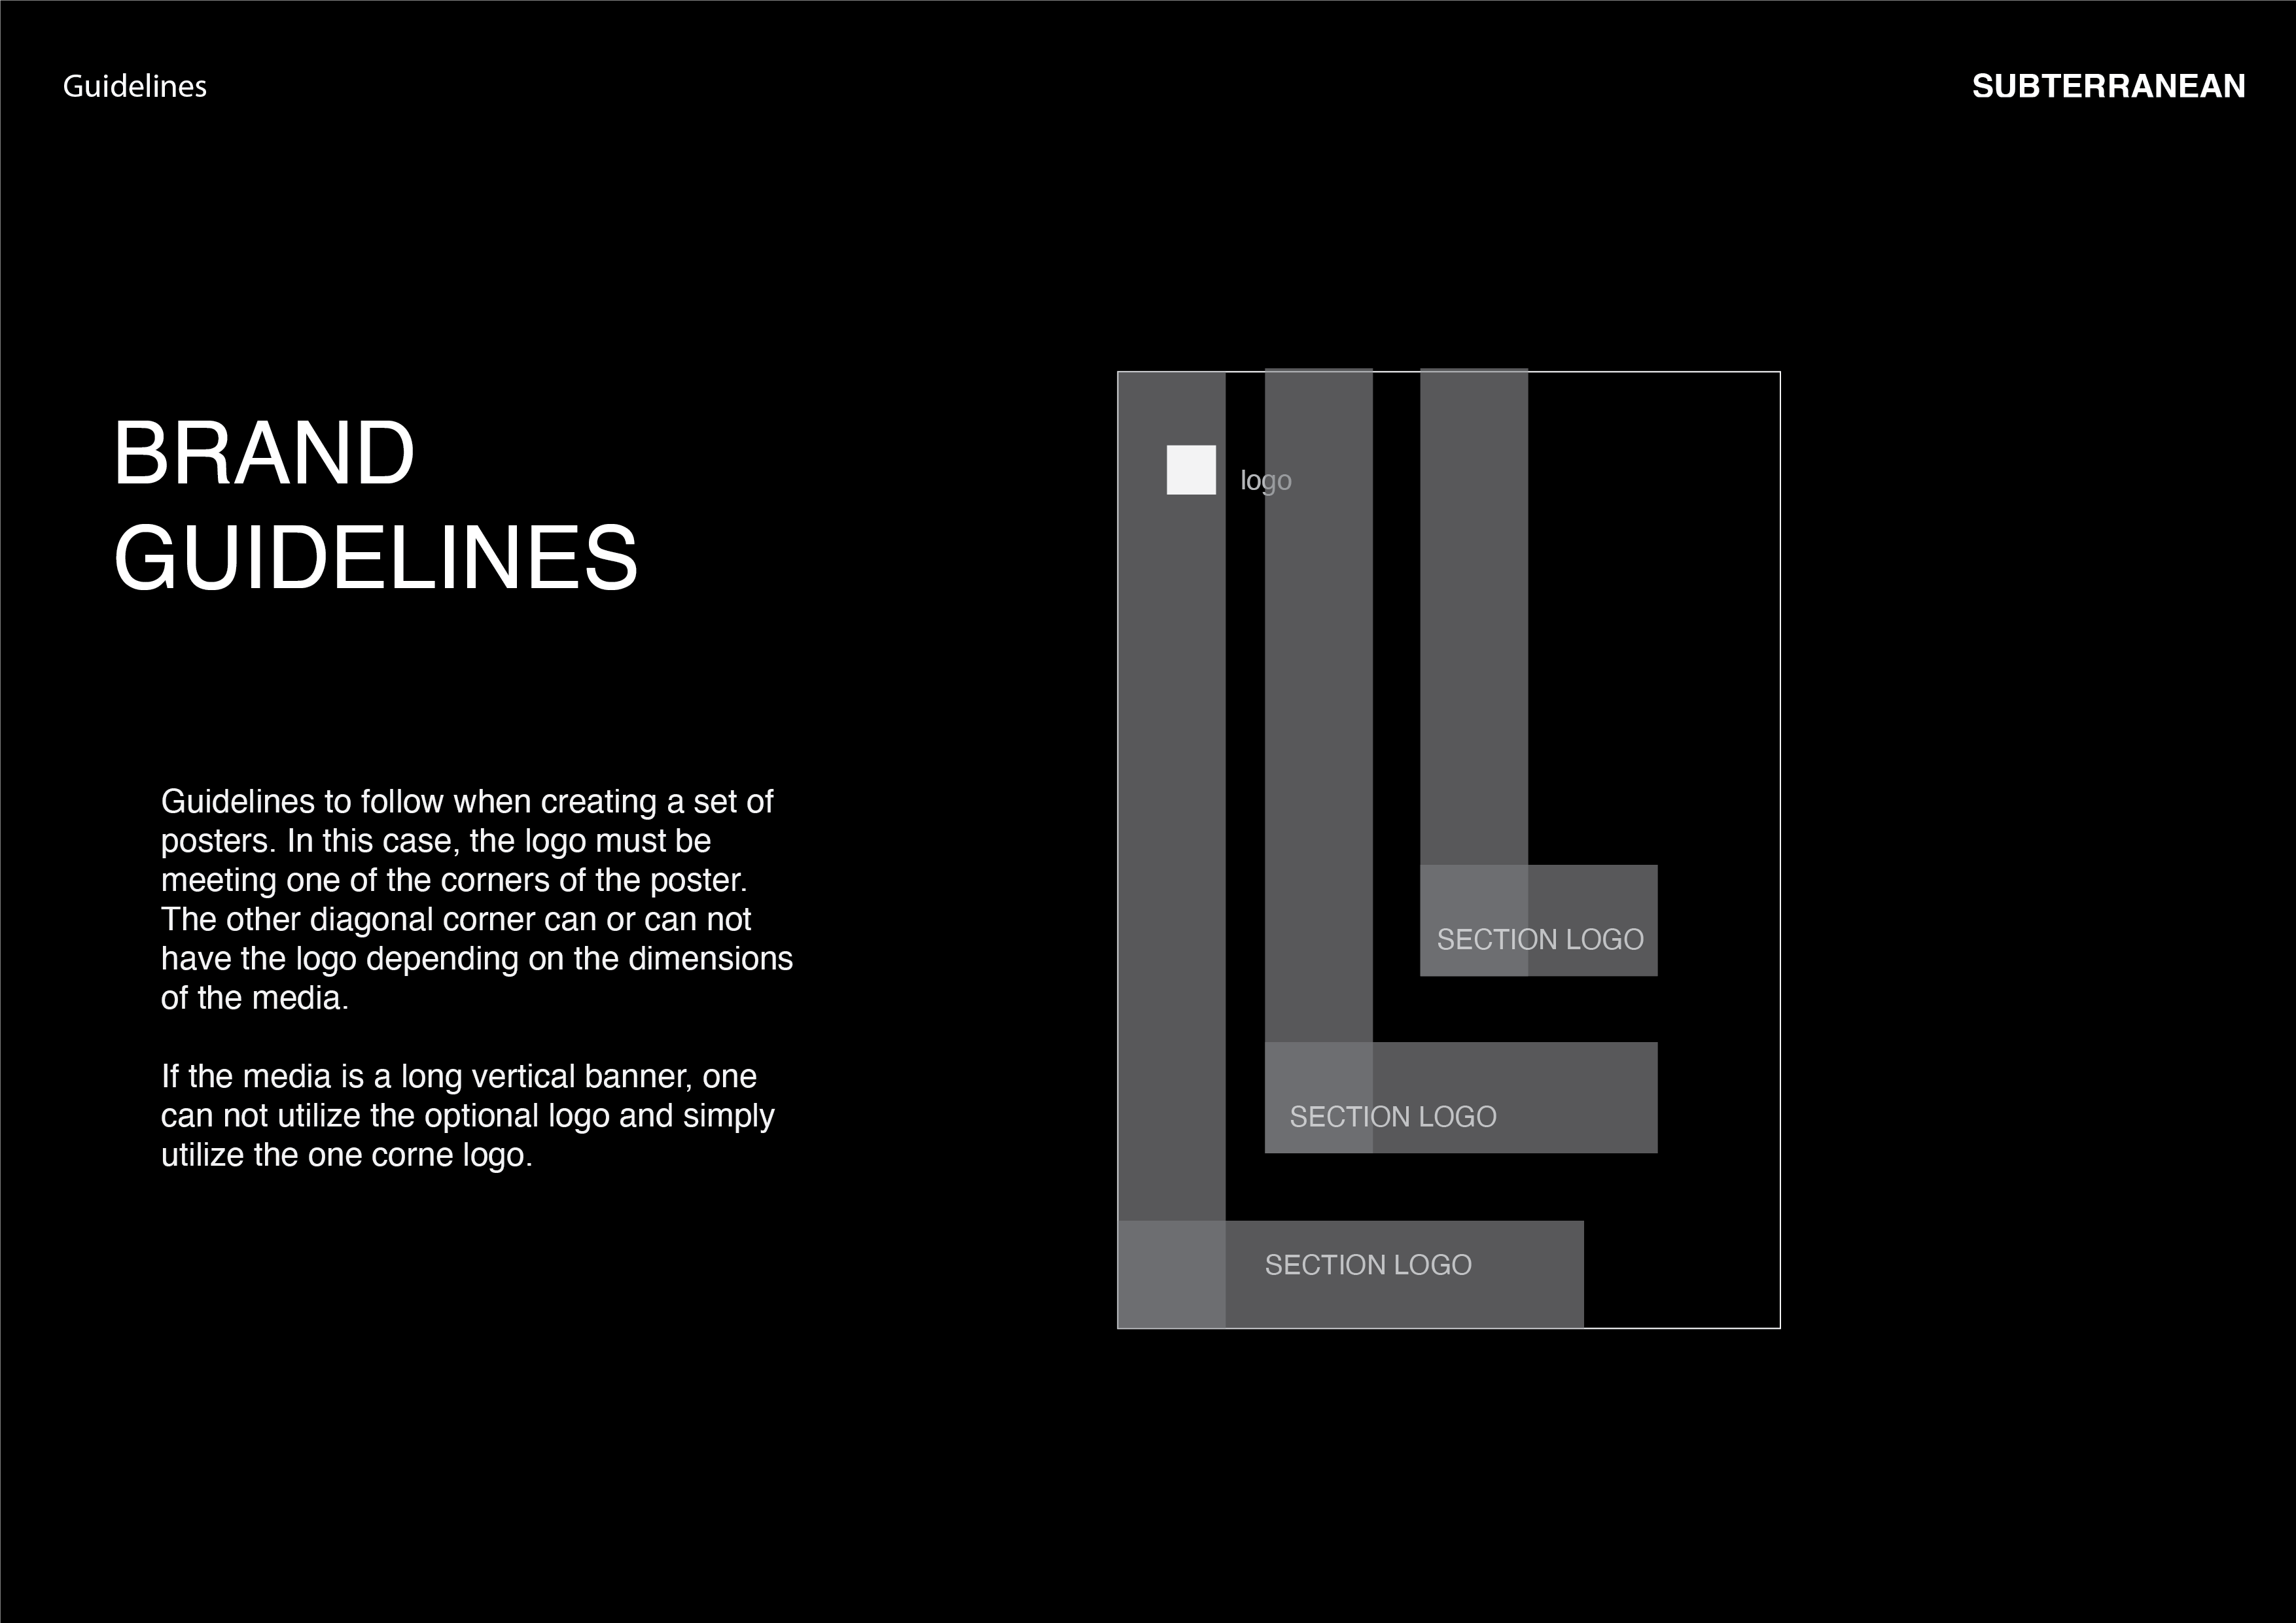 Guidelines
SUBTERRANEAN
BRAND
GUIDELINES
Guidelines to follow when creating a set of
posters. In this case, the logo must be
meeting one of the corners of the poster.
The other diagonal corner can or can not
have the logo depending on the dimensions
of the media.
If the media is a long vertical banner, one
can not utilize the optional logo and simply
utilize the one corne logo.
logo
SECTION LOGO
SECTION LOGO
SECTION LOGO